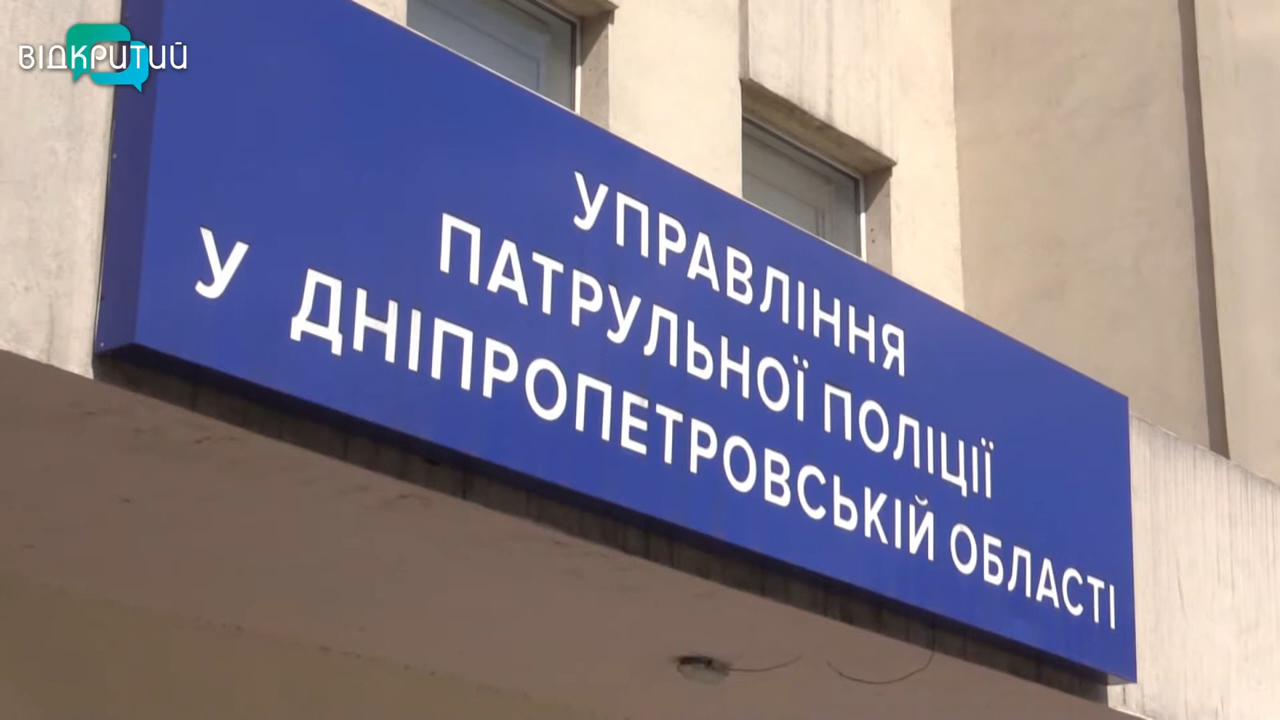 ВІДКРИТИЙ
УПРАВЛІННЯ
ПАТРУЛЬНОЇ ПОЛІЦІЇ
У ДНІПРОПЕТРОВСЬКІЙ ОБЛАСТІ